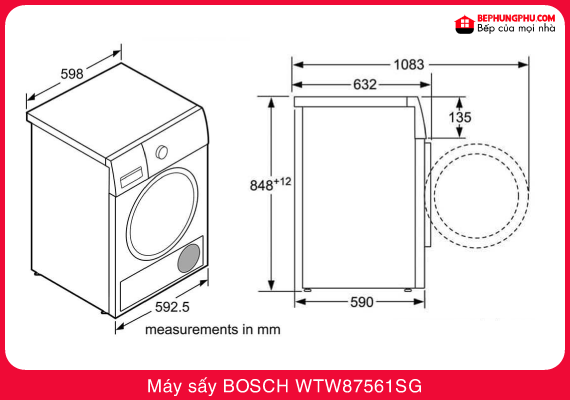 BEPHUNGPHU.COM
Bếp của mọi nhà
598
592.5
measurements in mm
1083
632
135
848+12
590
Máy sấy BOSCH WTW87561SG